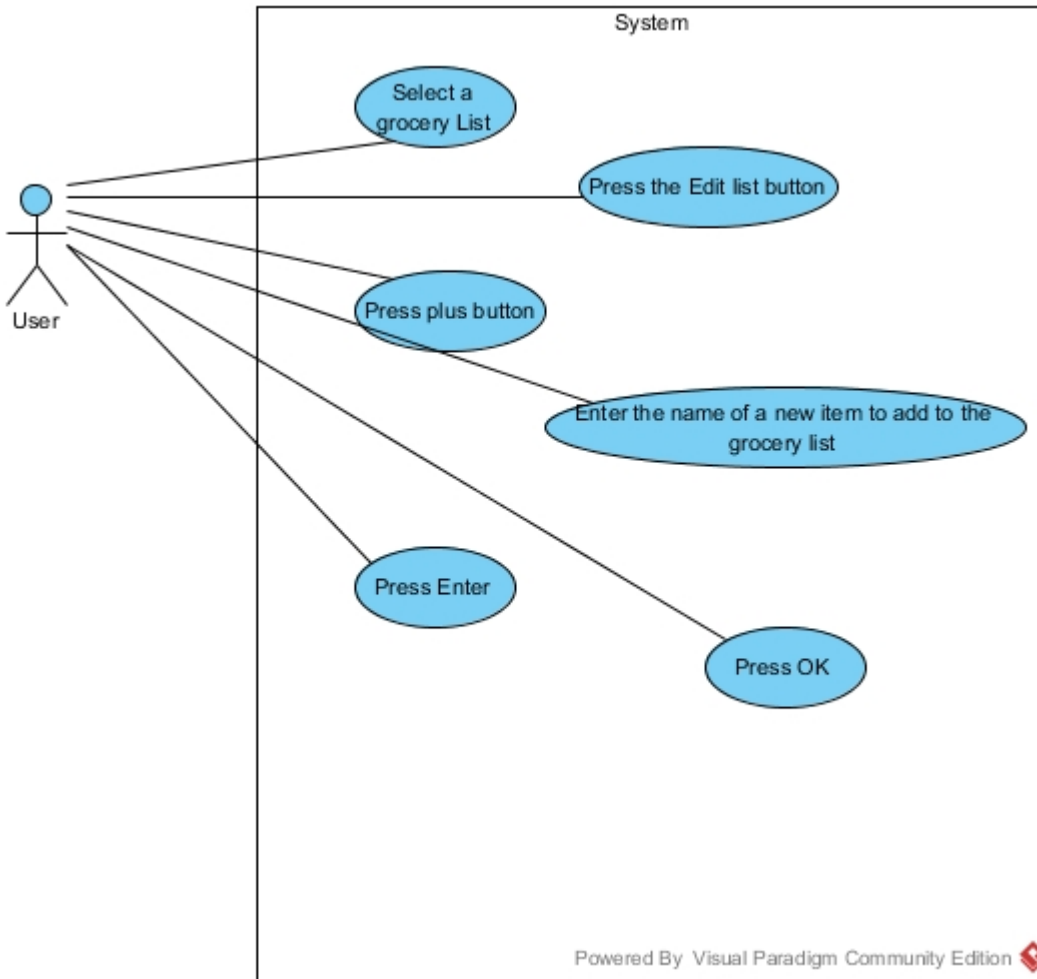 System
Select a
grocery List
Press the Edit list button
User
Press plus button
Enter the name of a new item to add to the
grocery list
Press Enter
Press OK
Powered By Visual Paradigm Community Edition